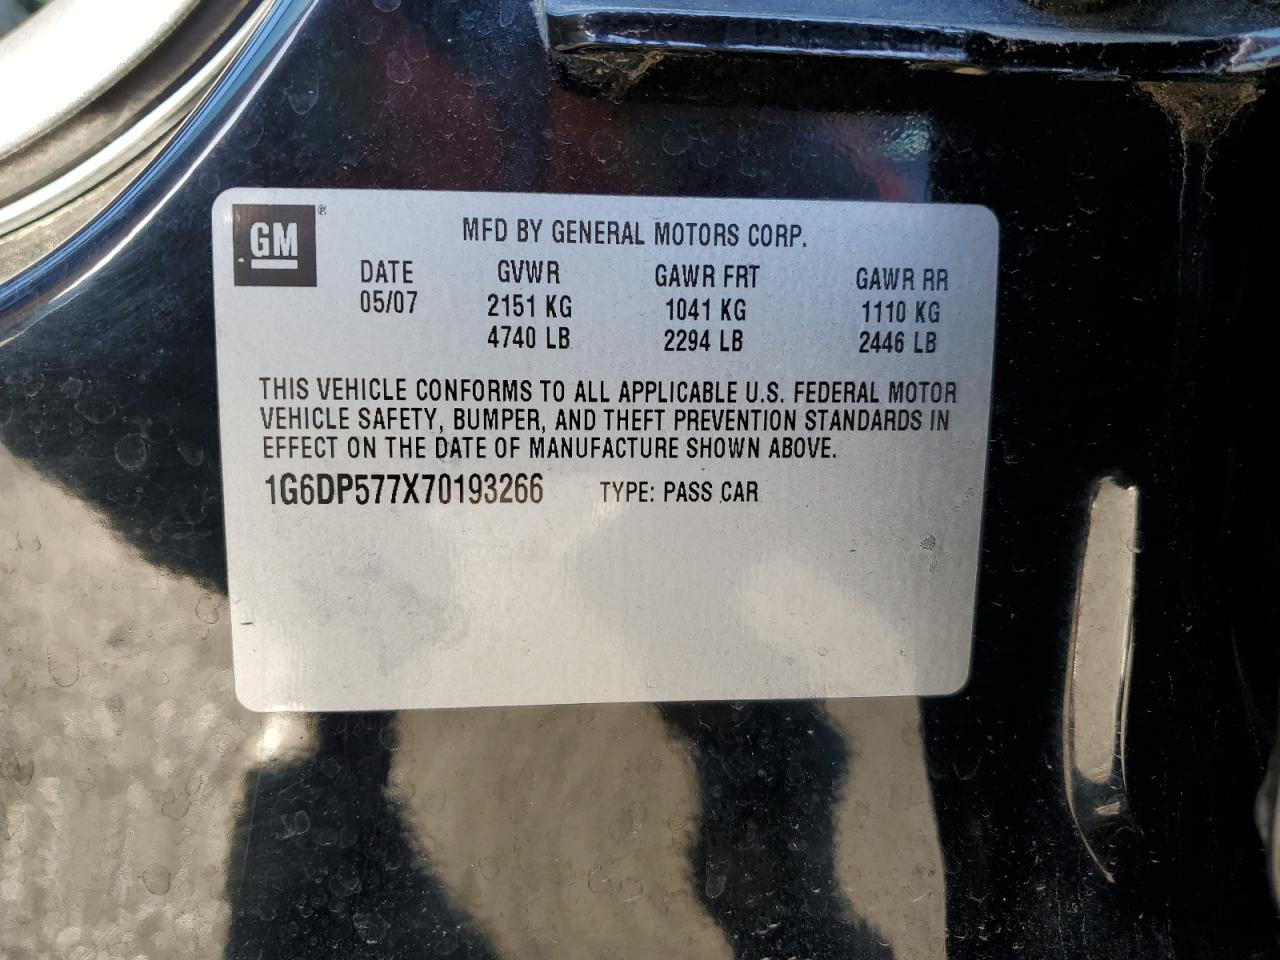 GM ®
MFD BY GENERAL MOTORS CORP.
DATE GVWR GAWR FRT GAWR RR
05/07 2151 KG 1041 KG 1110 KG
4740 LB 2294 LB 2446 LB
THIS VEHICLE CONFORMS TO ALL APPLICABLE U.S. FEDERAL MOTOR
VEHICLE SAFETY, BUMPER, AND THEFT PREVENTION STANDARDS IN
EFFECT ON THE DATE OF MANUFACTURE SHOWN ABOVE.
1G6DP577X70193266 TYPE: PASS CAR